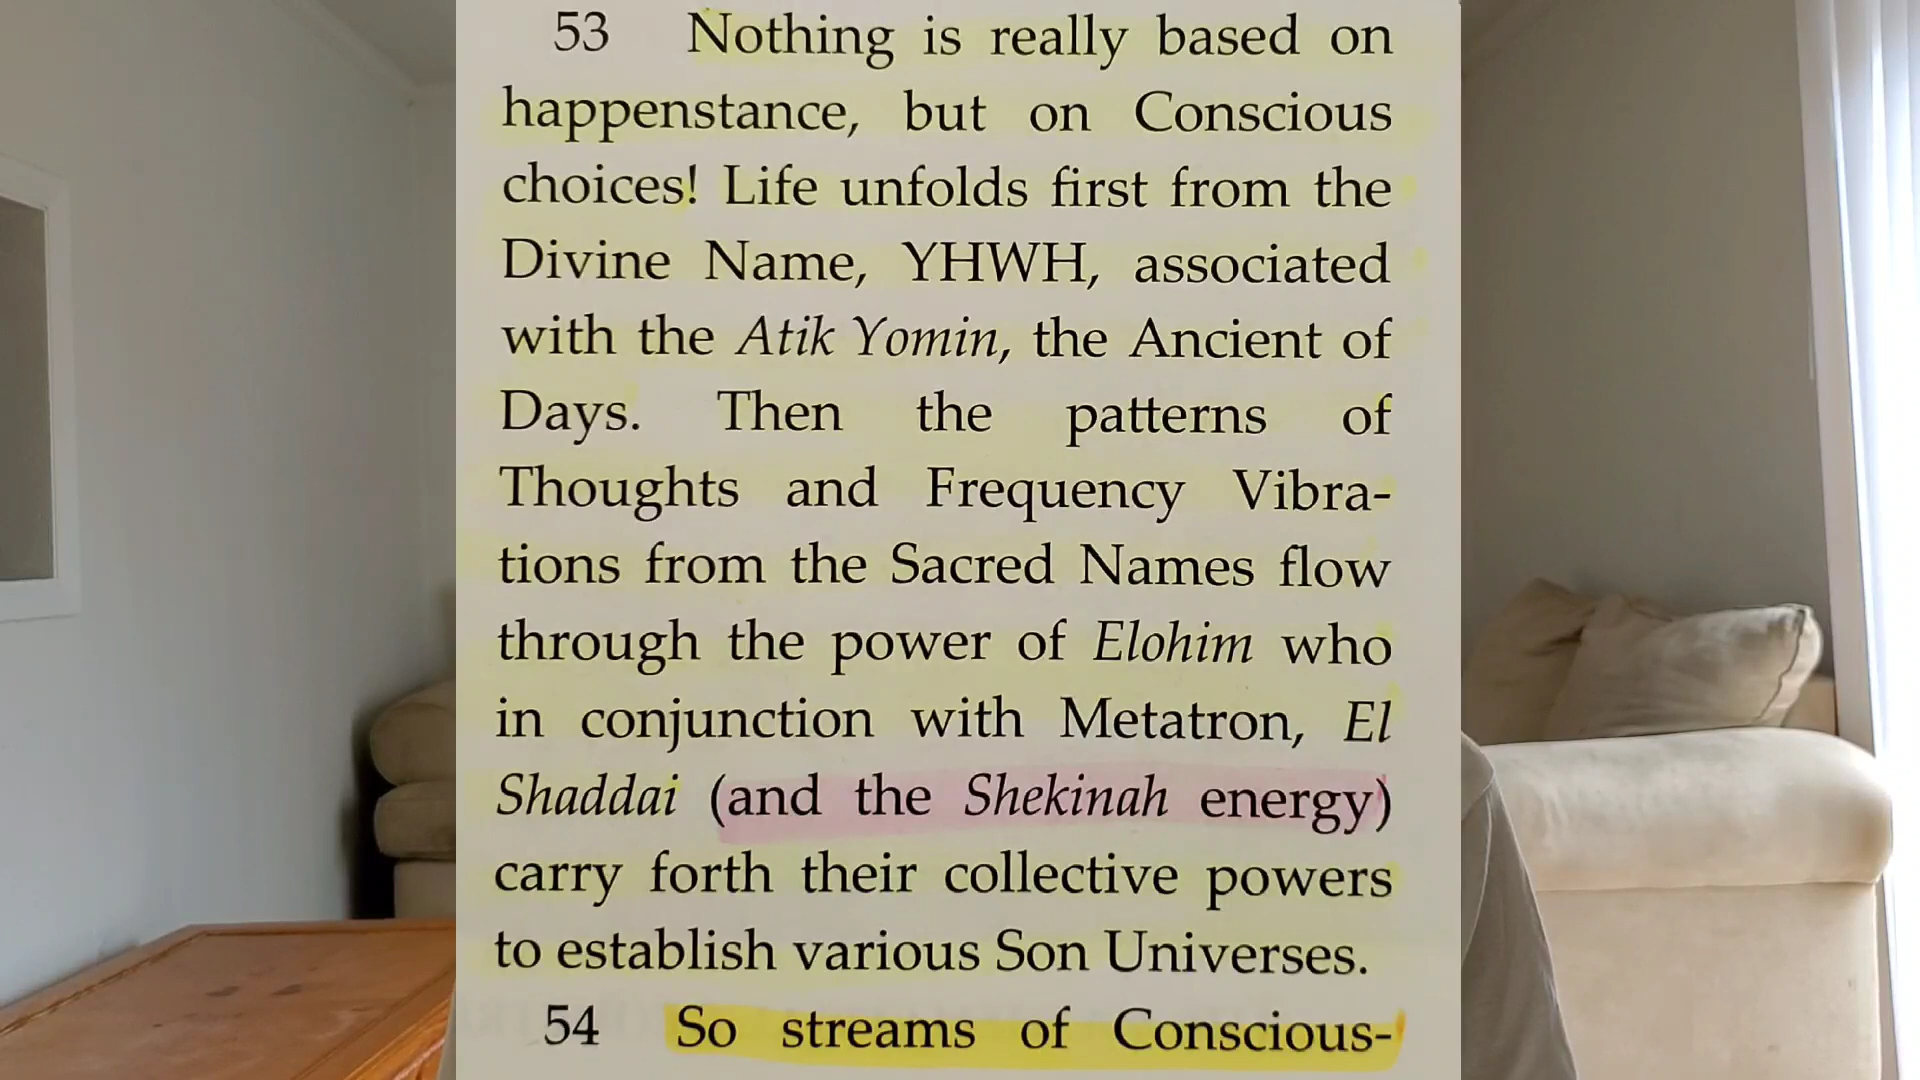 53 Nothing is really based on
happenstance, but on Conscious
choices! Life unfolds first from the
Divine Name, YHWH, associated
with the Atik Yomin, the Ancient of
Days. Then the patterns of
Thoughts and Frequency Vibra-
tions from the Sacred Names flow
through the power of Elohim who
in conjunction with Metatron, El
Shaddai (and the Shekinah energy)
carry forth their collective powers
to establish various Son Universes.
54 So streams of Conscious-